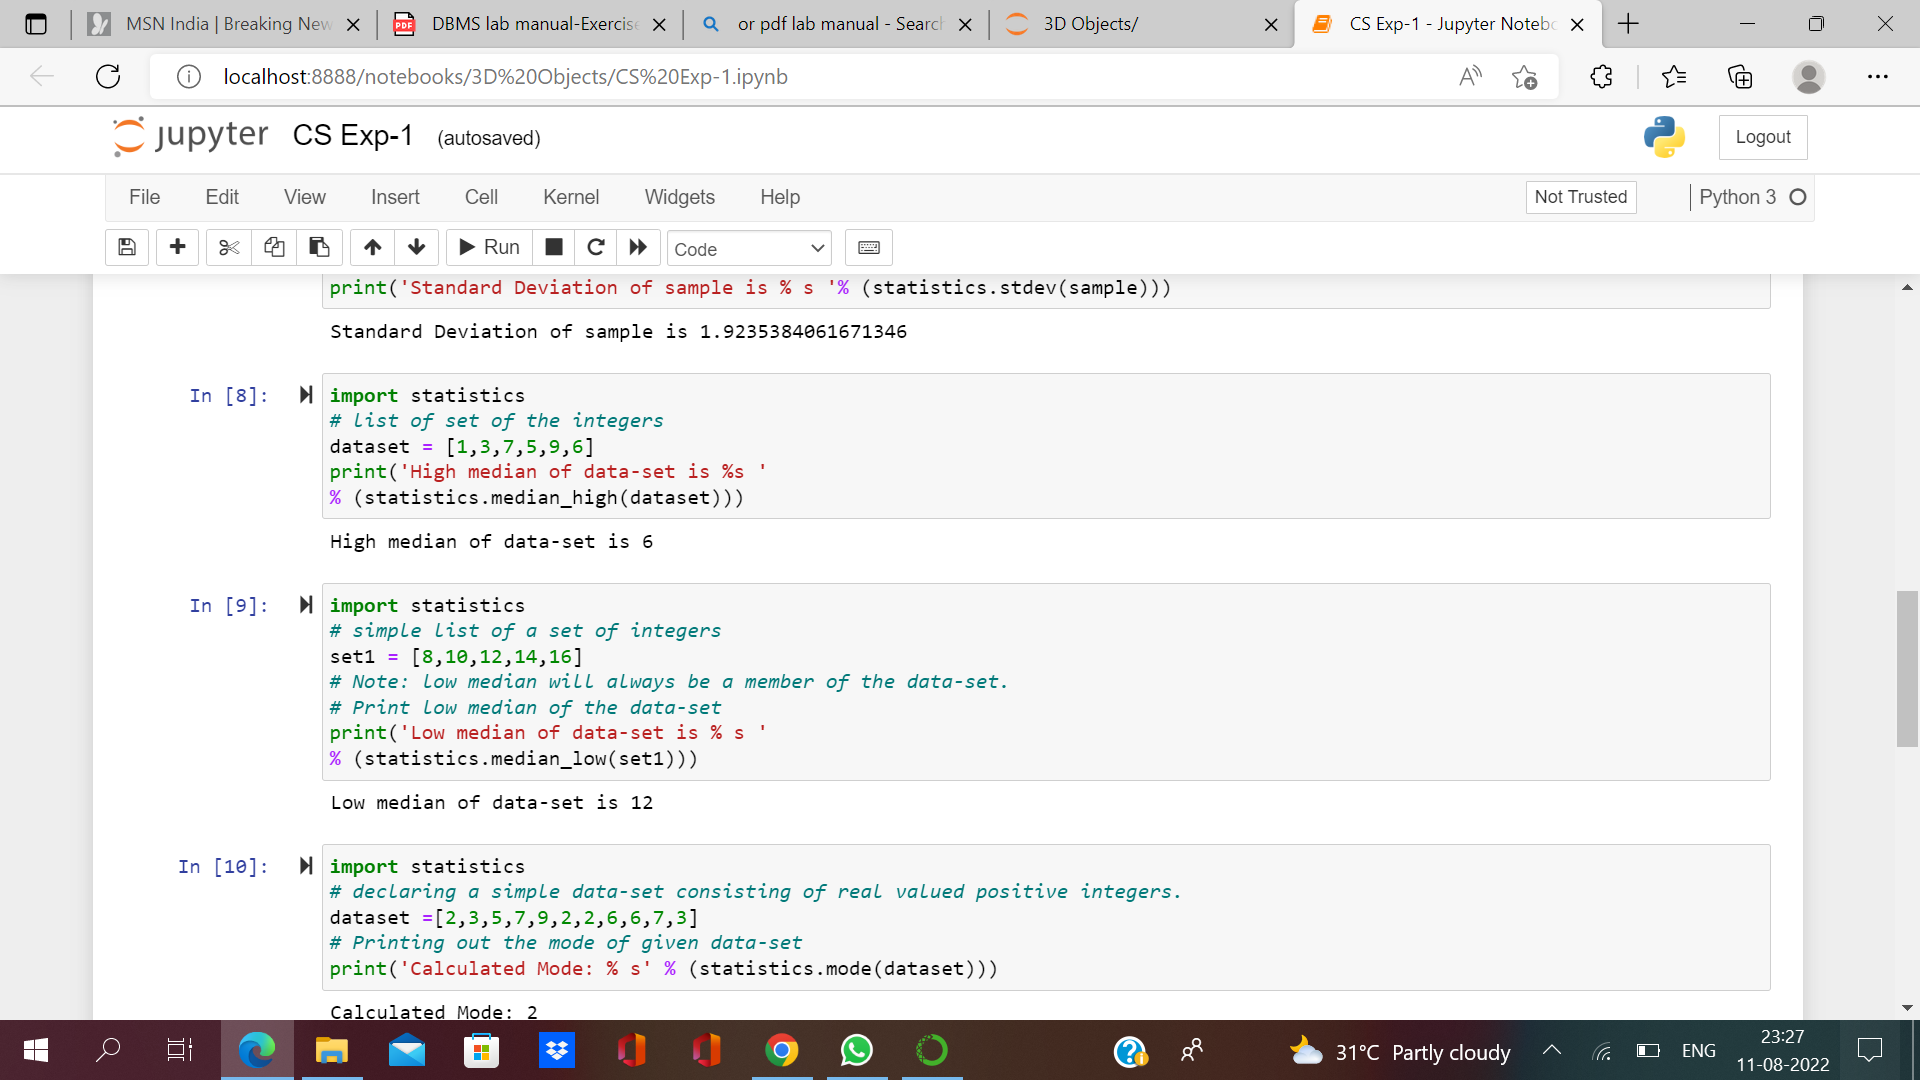 MSN India | Breaking New
DBMS lab manual-Exercise
or pdf lab manual - Search
3D Objects/
CS Exp-1 - Jupyter Notebo
localhost:8888/notebooks/3D%20Objects/CS%20Exp-1.ipynb
jupyter CS Exp-1 (autosaved)
Logout
File Edit View Insert Cell Kernel Widgets Help
Not Trusted
Python 3
Run
Code
print('Standard Deviation of sample is % s '% (statistics.stdev(sample)))
Standard Deviation of sample is 1.9235384061671346
In [8]:
import statistics
# list of set of the integers
dataset = [1,3,7,5,9,6]
print('High median of data-set is %s '
% (statistics.median_high(dataset)))
High median of data-set is 6
In [9]:
import statistics
# simple list of a set of integers
set1 = [8,10,12,14,16]
# Note: low median will always be a member of the data-set.
# Print low median of the data-set
print('Low median of data-set is % s '
% (statistics.median_low(set1)))
Low median of data-set is 12
In [10]:
import statistics
# declaring a simple data-set consisting of real valued positive integers.
dataset =[2,3,5,7,9,2,2,6,6,7,3]
# Printing out the mode of given data-set
print('Calculated Mode: % s' % (statistics.mode(dataset)))
Calculated Mode: 2
31°C Partly cloudy
ENG
23:27
11-08-2022